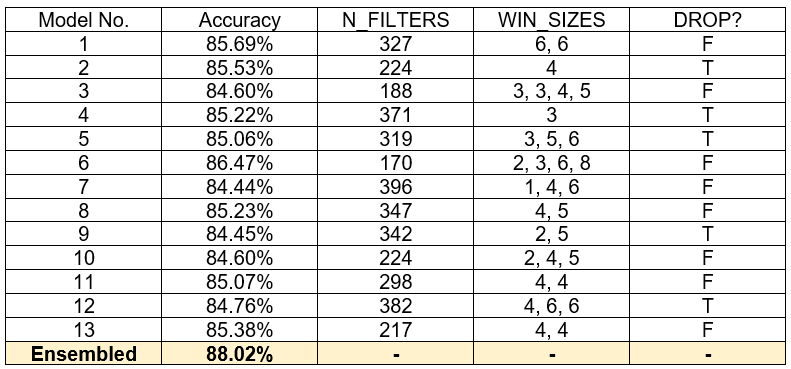 Model No. Accuracy N_FILTERS WIN_SIZES DROP?
1 85.69% 327 6, 6 F
2 85.53% 224 4 T
3 84.60% 188 3, 3, 4, 5 F
4 85.22% 371 3 T
5 85.06% 319 3, 5, 6 T
6 86.47% 170 2, 3, 6, 8 F
7 84.44% 396 1, 4, 6 F
8 85.23% 347 4, 5 F
9 84.45% 342 2, 5 T
10 84.60% 224 2, 4, 5 F
11 85.07% 298 4, 4 F
12 84.76% 382 4, 6, 6 T
13 85.38% 217 4, 4 F
Ensembled 88.02% - - -